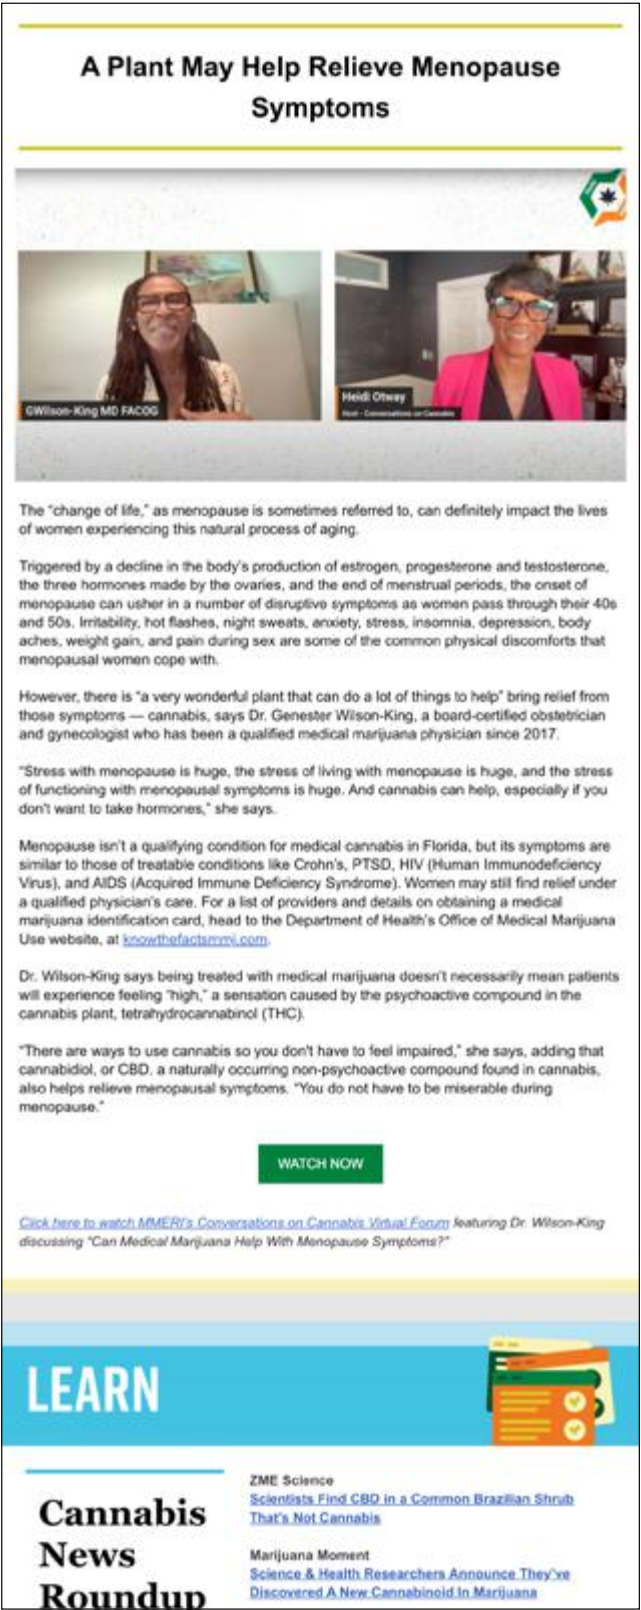 A Plant May Help Relieve Menopause
Symptoms
GWilson-King MD FACOG
Heidi Otway
Host - Conversations on Cannabis
The “change of life,” as menopause is sometimes referred to, can definitely impact the lives
of women experiencing this natural process of aging.
Triggered by a decline in the body’s production of estrogen, progesterone and testosterone,
the three hormones made by the ovaries, and the end of menstrual periods, the onset of
menopause can usher in a number of disruptive symptoms as women pass through their 40s
and 50s. Irritability, hot flashes, night sweats, anxiety, stress, insomnia, depression, body
aches, weight gain, and pain during sex are some of the common physical discomforts that
menopausal women cope with.
However, there is “a very wonderful plant that can do a lot of things to help” bring relief from
those symptoms — cannabis, says Dr. Genester Wilson-King, a board-certified obstetrician
and gynecologist who has been a qualified medical marijuana physician since 2017.
“Stress with menopause is huge, the stress of living with menopause is huge, and the stress
of functioning with menopausal symptoms is huge. And cannabis can help, especially if you
don’t want to take hormones,” she says.
Menopause isn’t a qualifying condition for medical cannabis in Florida, but its symptoms are
similar to those of treatable conditions like Crohn’s, PTSD, HIV (Human Immunodeficiency
Virus), and AIDS (Acquired Immune Deficiency Syndrome). Women may still find relief under
a qualified physician’s care. For a list of providers and details on obtaining a medical
marijuana identification card, head to the Department of Health’s Office of Medical Marijuana
Use website, at knowthefactsmmj.com.
Dr. Wilson-King says being treated with medical marijuana doesn’t necessarily mean patients
will experience feeling “high,” a sensation caused by the psychoactive compound in the
cannabis plant, tetrahydrocannabinol (THC).
“There are ways to use cannabis so you don’t have to feel impaired,” she says, adding that
cannabidiol, or CBD, a naturally occurring non-psychoactive compound found in cannabis,
also helps relieve menopausal symptoms. “You do not have to be miserable during
menopause.”
WATCH NOW
Click here to watch MMERI’s Conversations on Cannabis Virtual Forum featuring Dr. Wilson-King
discussing “Can Medical Marijuana Help With Menopause Symptoms?”
LEARN
Cannabis
News
Roundup
ZME Science
Scientists Find CBD in a Common Brazilian Shrub
That’s Not Cannabis
Marijuana Moment
Science & Health Researchers Announce They’ve
Discovered A New Cannabinoid In Marijuana